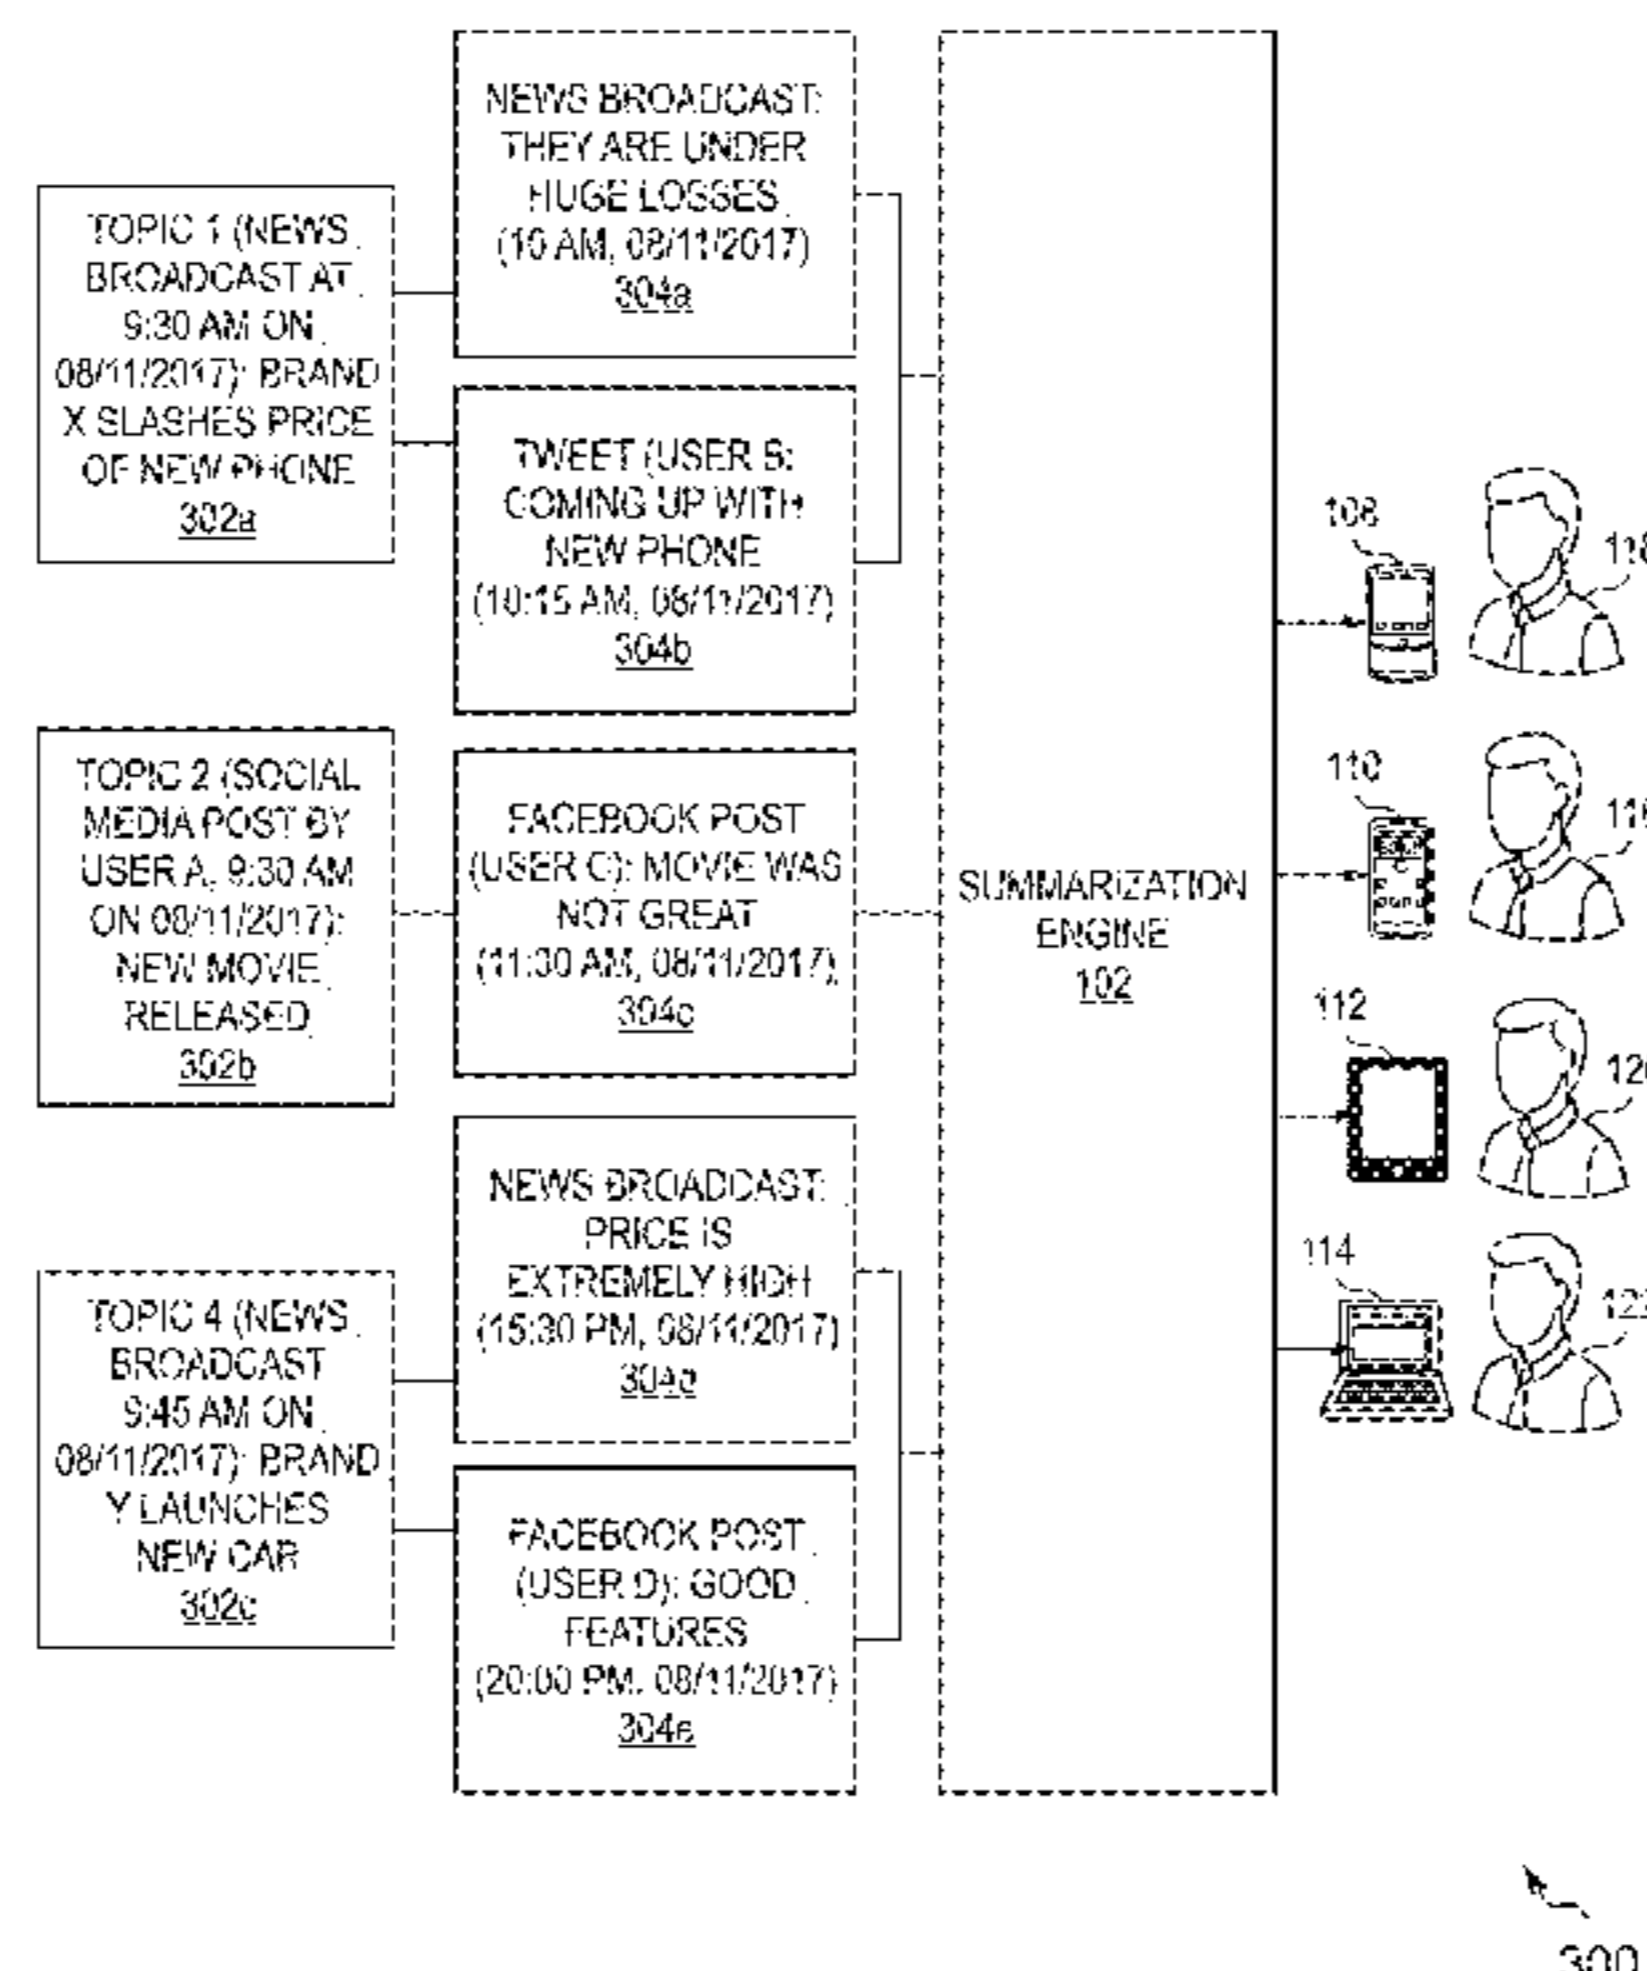 NEWS BROADCAST:
THEY ARE UNDER
HUGE LOSSES
(10 AM, 08/11/2017)
304a
TOPIC 1 (NEWS
BROADCAST AT
9:30 AM ON
08/11/2017): BRAND
X SLASHES PRICE
OF NEW PHONE
302a
TWEET (USER B:
COMING UP WITH
NEW PHONE
(10:15 AM, 08/11/2017)
304b
TOPIC 2 (SOCIAL
MEDIA POST BY
USER A, 9:30 AM
ON 08/11/2017):
NEW MOVIE
RELEASED
302b
FACEBOOK POST
(USER C): MOVIE WAS
NOT GREAT
(11:30 AM, 08/11/2017)
304c
NEWS BROADCAST:
PRICE IS
EXTREMELY HIGH
(15:30 PM, 08/11/2017)
304d
TOPIC 4 (NEWS
BROADCAST
9:45 AM ON
08/11/2017): BRAND
Y LAUNCHES
NEW CAR
302c
FACEBOOK POST
(USER D): GOOD
FEATURES
(20:00 PM, 08/11/2017)
304e
SUMMARIZATION
ENGINE
102
108
110
112
114
300